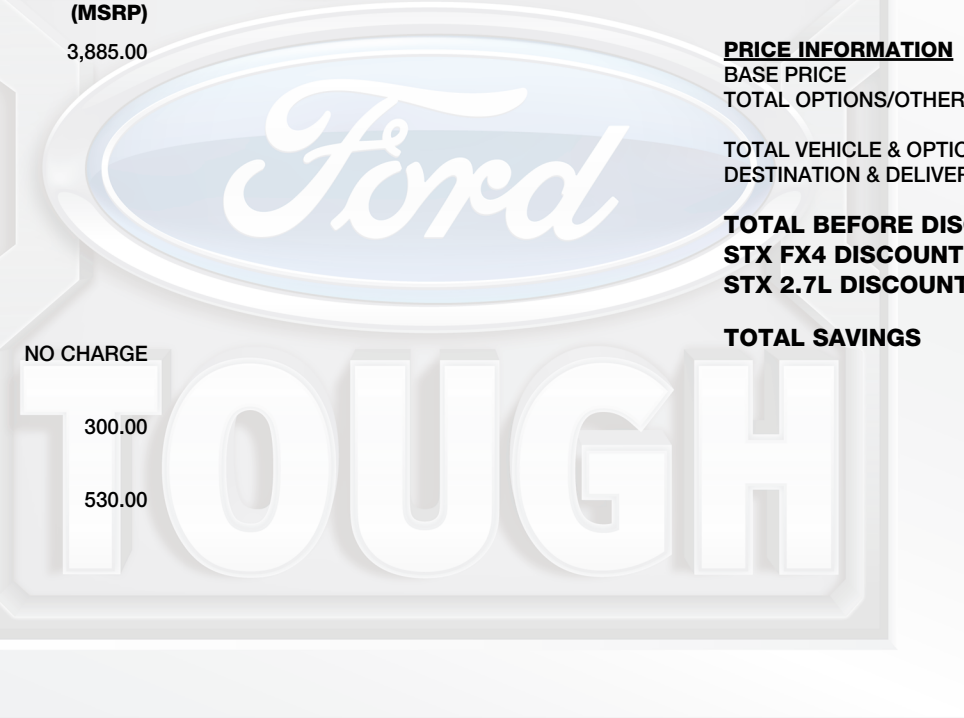 (MSRP)
3,885.00
NO CHARGE
300.00
530.00
PRICE INFORMATION
BASE PRICE
TOTAL OPTIONS/OTHER
TOTAL VEHICLE & OPTIO
DESTINATION & DELIVER
TOTAL BEFORE DIS
STX FX4 DISCOUNT
STX 2.7L DISCOUNT
TOTAL SAVINGS
Ford
TOUGH